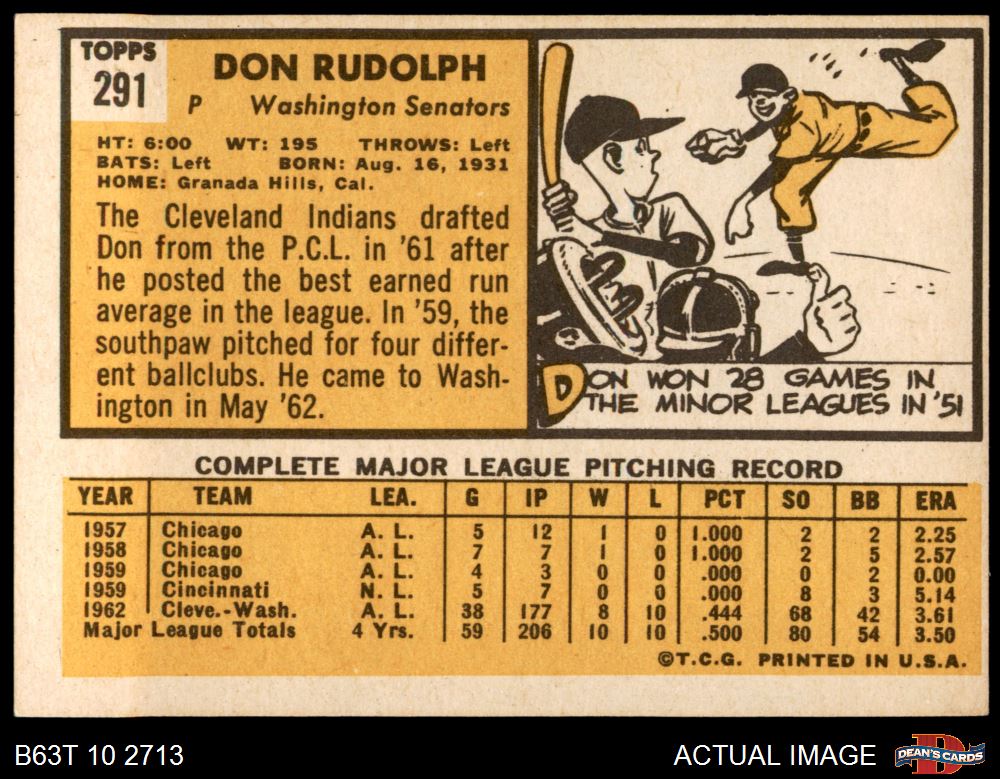 TOPPS
291
DON RUDOLPH
P Washington Senators
HT: 6:00 WT: 195 THROWS: Left
BATS: Left BORN: Aug. 16, 1931
HOME: Granada Hills, Cal.
The Cleveland Indians drafted
Don from the P.C.L. in '61 after
he posted the best earned run
average in the league. In '59, the
southpaw pitched for four differ-
ent ballclubs. He came to Wash-
ington in May '62.
DON WON 28 GAMES IN
THE MINOR LEAGUES IN '51
COMPLETE MAJOR LEAGUE PITCHING RECORD
YEAR TEAM LEA. G IP W L PCT SO BB ERA
1957 Chicago A. L. 5 12 1 0 1.000 2 2 2.25
1958 Chicago A. L. 7 7 1 0 1.000 2 5 2.57
1959 Chicago A. L. 4 3 0 0 .000 0 2 0.00
1959 Cincinnati N. L. 5 7 0 0 .000 8 3 5.14
1962 Cleve.-Wash. A. L. 38 177 8 10 .444 68 42 3.61
Major League Totals 4 Yrs. 59 206 10 10 .500 80 54 3.50
©T.C.G. PRINTED IN U.S.A.
B63T 10 2713
ACTUAL IMAGE
D
DEAN'S CARDS